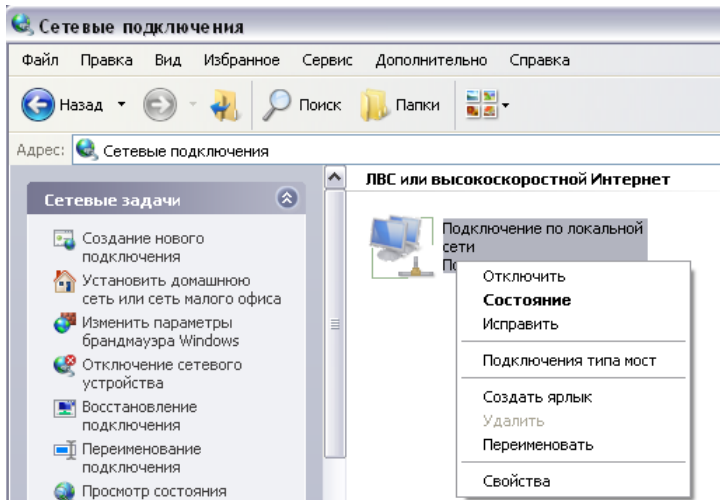 Сетевые подключения
Файл Правка Вид Избранное Сервис Дополнительно Справка
Назад Поиск Папки
Адрес: Сетевые подключения
Сетевые задачи
Создание нового
подключения
Установить домашнюю
сеть или сеть малого офиса
Изменить параметры
брандмауэра Windows
Отключение сетевого
устройства
Восстановление
подключения
Переименование
подключения
Просмотр состояния
ЛВС или высокоскоростной Интернет
Подключение по локальной
сети
Отключить
Состояние
Исправить
Подключения типа мост
Создать ярлык
Удалить
Переименовать
Свойства